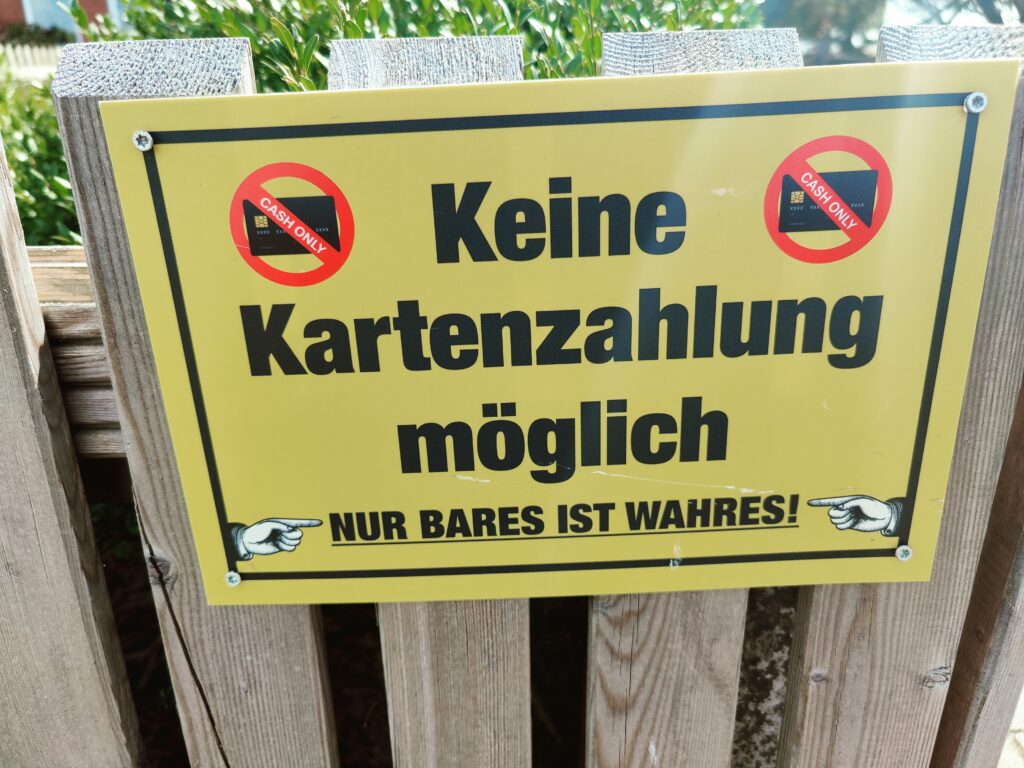 CASH ONLY
CASH ONLY
Keine
Kartenzahlung
möglich
NUR BARES IST WAHRES!